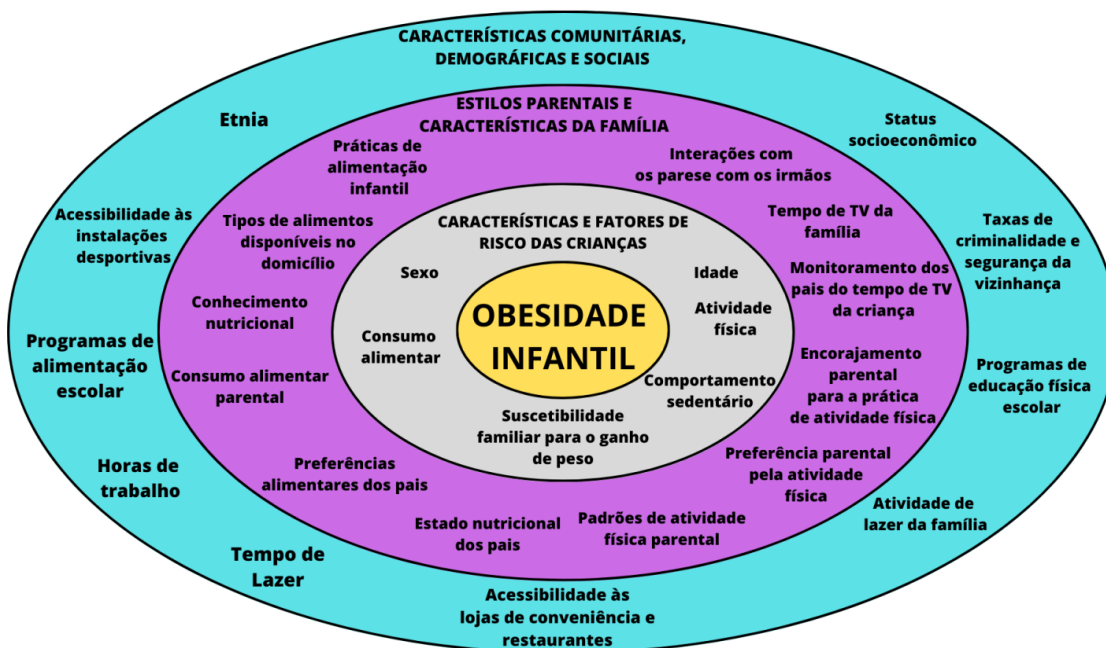 CARACTERÍSTICAS COMUNITÁRIAS,
DEMOGRÁFICAS E SOCIAIS
Etnia
Status
socioeconômico
Acessibilidade às
instalações
desportivas
Taxas de
criminalidade e
segurança da
vizinhança
Programas de
alimentação
escolar
Programas de
educação física
escolar
Horas de
trabalho
Atividade de
lazer da família
Tempo de
Lazer
Acessibilidade às
lojas de conveniência e
restaurantes
ESTILOS PARENTAIS E
CARACTERÍSTICAS DA FAMÍLIA
Práticas de
alimentação
infantil
Interações com
os parese com os irmãos
Tipos de alimentos
disponíveis no
domicílio
Tempo de TV da
família
Conhecimento
nutricional
Monitoramento dos
pais do tempo de TV
da criança
Consumo alimentar
parental
Encorajamento
parental
para a prática
de atividade física
Preferências
alimentares dos pais
Preferência parental
pela atividade
física
Estado nutricional
dos pais
Padrões de atividade
física parental
CARACTERÍSTICAS E FATORES DE
RISCO DAS CRIANÇAS
Sexo
Idade
Consumo
alimentar
Atividade
física
Comportamento
sedentário
Suscetibilidade
familiar para o ganho
de peso
OBESIDADE
INFANTIL